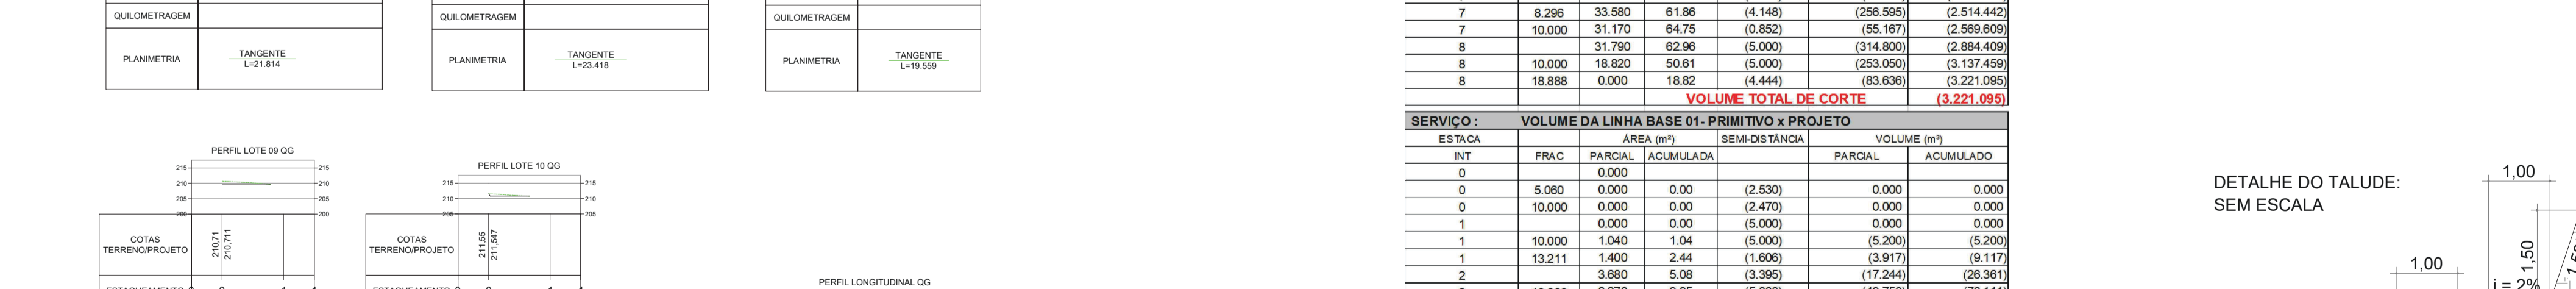 QUILOMETRAGEM
PLANIMETRIA
TANGENTE
L=21.814
QUILOMETRAGEM
PLANIMETRIA
TANGENTE
L=23.418
QUILOMETRAGEM
PLANIMETRIA
TANGENTE
L=19.559
PERFIL LOTE 09 QG
215 215
210 210
205 205
200 200
COTAS
TERRENO/PROJETO
210,71
210,711
PERFIL LOTE 10 QG
215 215
210 210
205 205
COTAS
TERRENO/PROJETO
211,55
211,547
PERFIL LONGITUDINAL QG
7 8.296 33.580 61.86 (4.148) (256.595) (2.514.442)
7 10.000 31.170 64.75 (0.852) (55.167) (2.569.609)
8 31.790 62.96 (5.000) (314.800) (2.884.409)
8 10.000 18.820 50.61 (5.000) (253.050) (3.137.459)
8 18.888 0.000 18.82 (4.444) (83.636) (3.221.095)
VOLUME TOTAL DE CORTE (3.221.095)
SERVIÇO : VOLUME DA LINHA BASE 01- PRIMITIVO x PROJETO
ESTACA ÁREA (m²) SEMI-DISTÂNCIA VOLUME (m³)
INT FRAC PARCIAL ACUMULADA PARCIAL ACUMULADO
0 0.000
0 5.060 0.000 0.00 (2.530) 0.000 0.000
0 10.000 0.000 0.00 (2.470) 0.000 0.000
1 0.000 0.00 (5.000) 0.000 0.000
1 10.000 1.040 1.04 (5.000) (5.200) (5.200)
1 13.211 1.400 2.44 (1.606) (3.917) (9.117)
2 3.680 5.08 (3.395) (17.244) (26.361)
DETALHE DO TALUDE:
SEM ESCALA
1,00
1,00
1,50
i = 2%